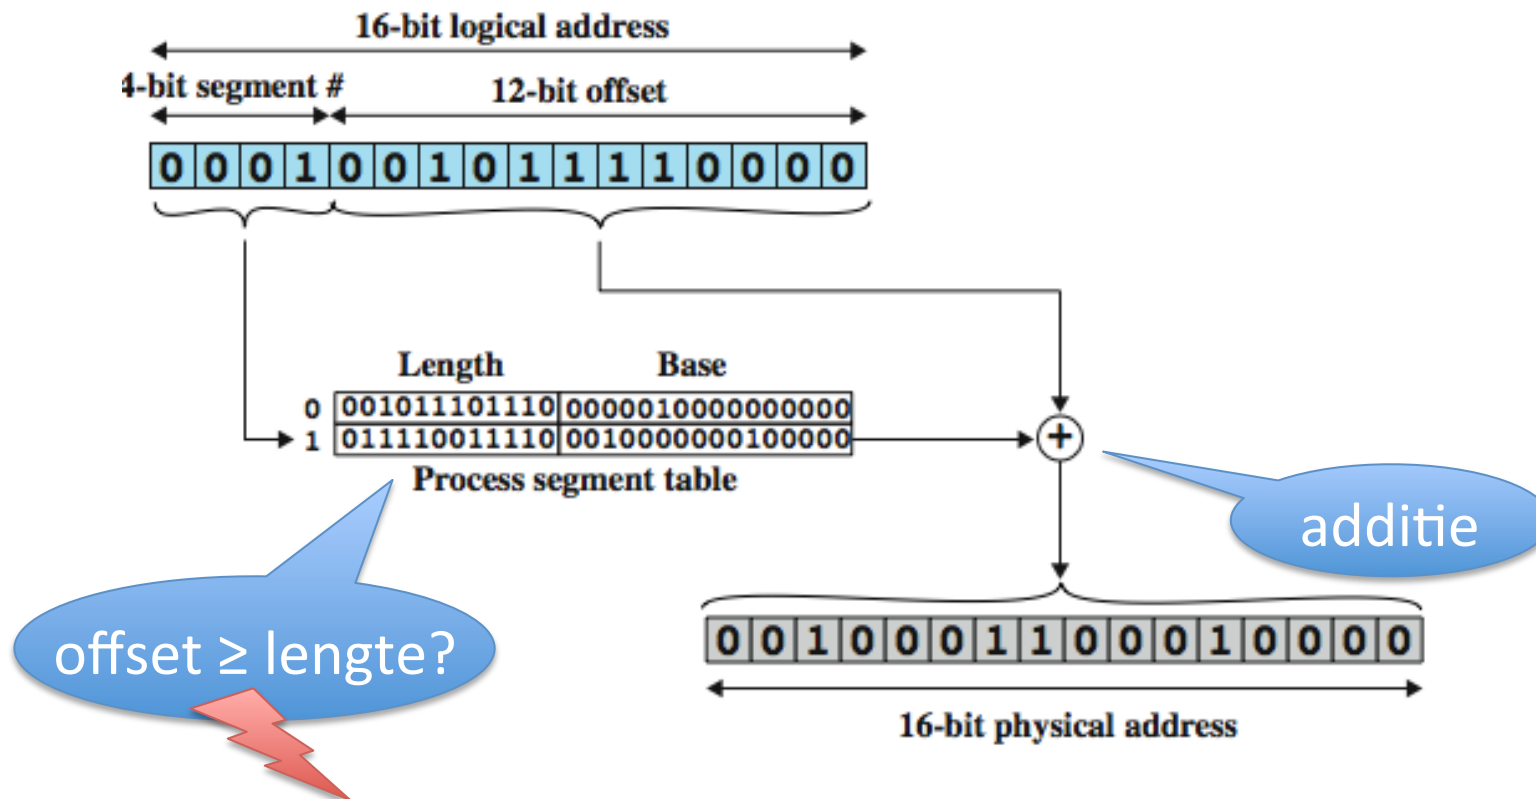 16-bit logical address
4-bit segment #
12-bit offset
0 0 0 1 0 0 1 0 1 1 1 1 0 0 0 0
Length Base
0 001011101110 0000010000000000
1 011110011110 0010000000100000
+
Process segment table
additie
offset ≥ lengte?
0 0 1 0 0 0 1 1 0 0 0 1 0 0 0 0
16-bit physical address